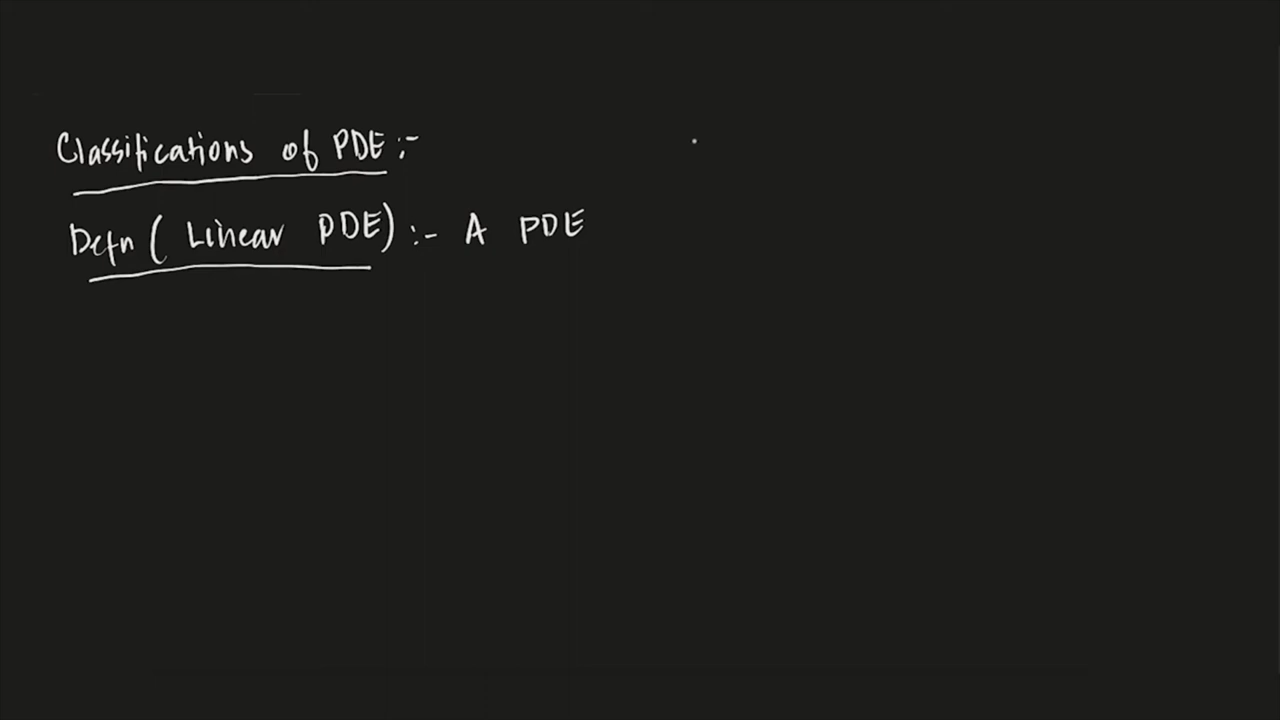 Classifications of PDE :-
Defn ( Linear PDE) :- A PDE